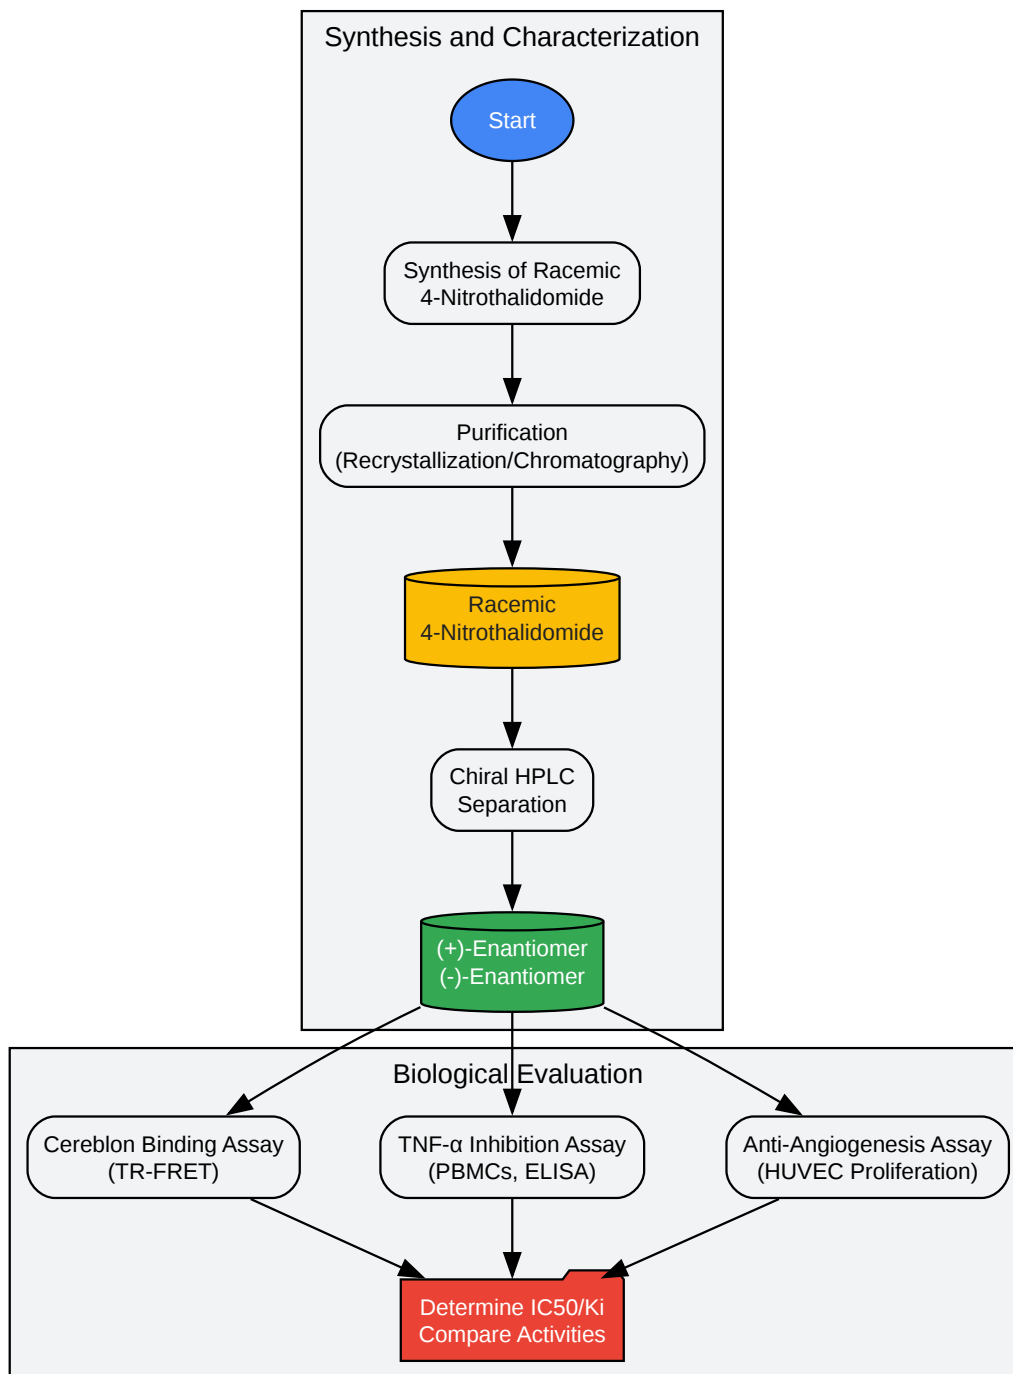 Synthesis and Characterization
Start
Synthesis of Racemic
4-Nitrothalidomide
Purification
(Recrystallization/Chromatography)
Racemic
4-Nitrothalidomide
Chiral HPLC
Separation
(+)-Enantiomer
(-)-Enantiomer
Biological Evaluation
Cereblon Binding Assay
(TR-FRET)
TNF-α Inhibition Assay
(PBMCs, ELISA)
Anti-Angiogenesis Assay
(HUVEC Proliferation)
Determine IC50/Ki
Compare Activities